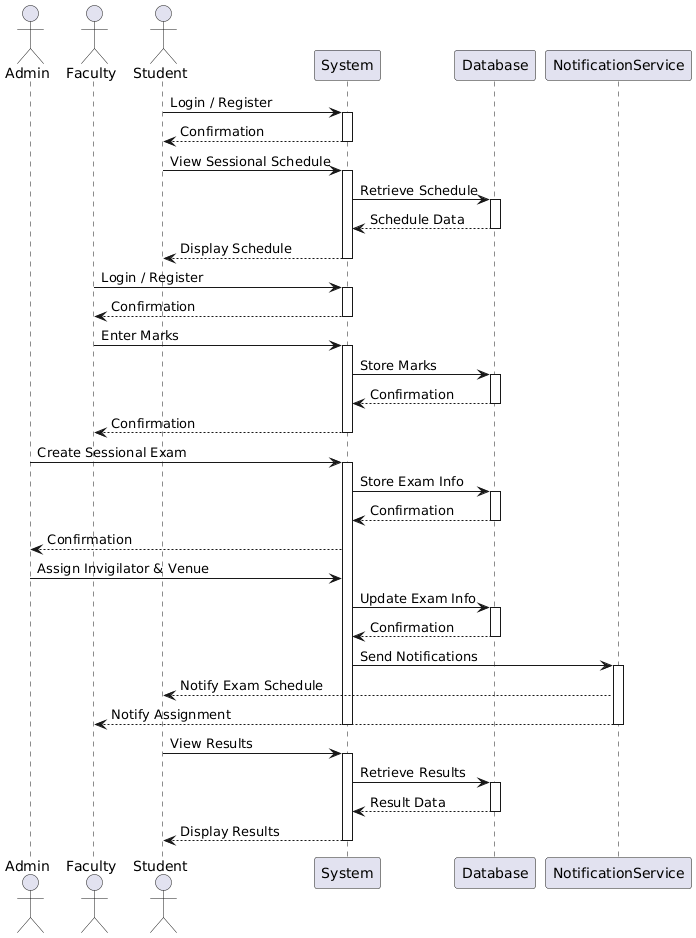 Admin
Faculty
Student
System
Database
NotificationService
Login / Register
Confirmation
View Sessional Schedule
Retrieve Schedule
Schedule Data
Display Schedule
Login / Register
Confirmation
Enter Marks
Store Marks
Confirmation
Confirmation
Create Sessional Exam
Store Exam Info
Confirmation
Confirmation
Assign Invigilator & Venue
Update Exam Info
Confirmation
Send Notifications
Notify Exam Schedule
Notify Assignment
View Results
Retrieve Results
Result Data
Display Results
Admin
Faculty
Student
System
Database
NotificationService